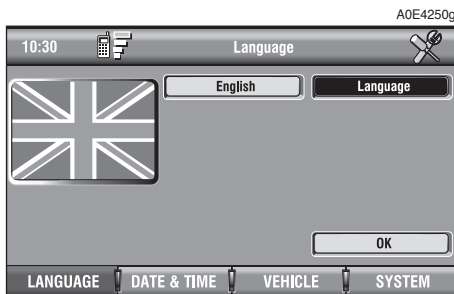 A0E4250g
10:30 Language
English Language
OK
LANGUAGE DATE & TIME VEHICLE SYSTEM